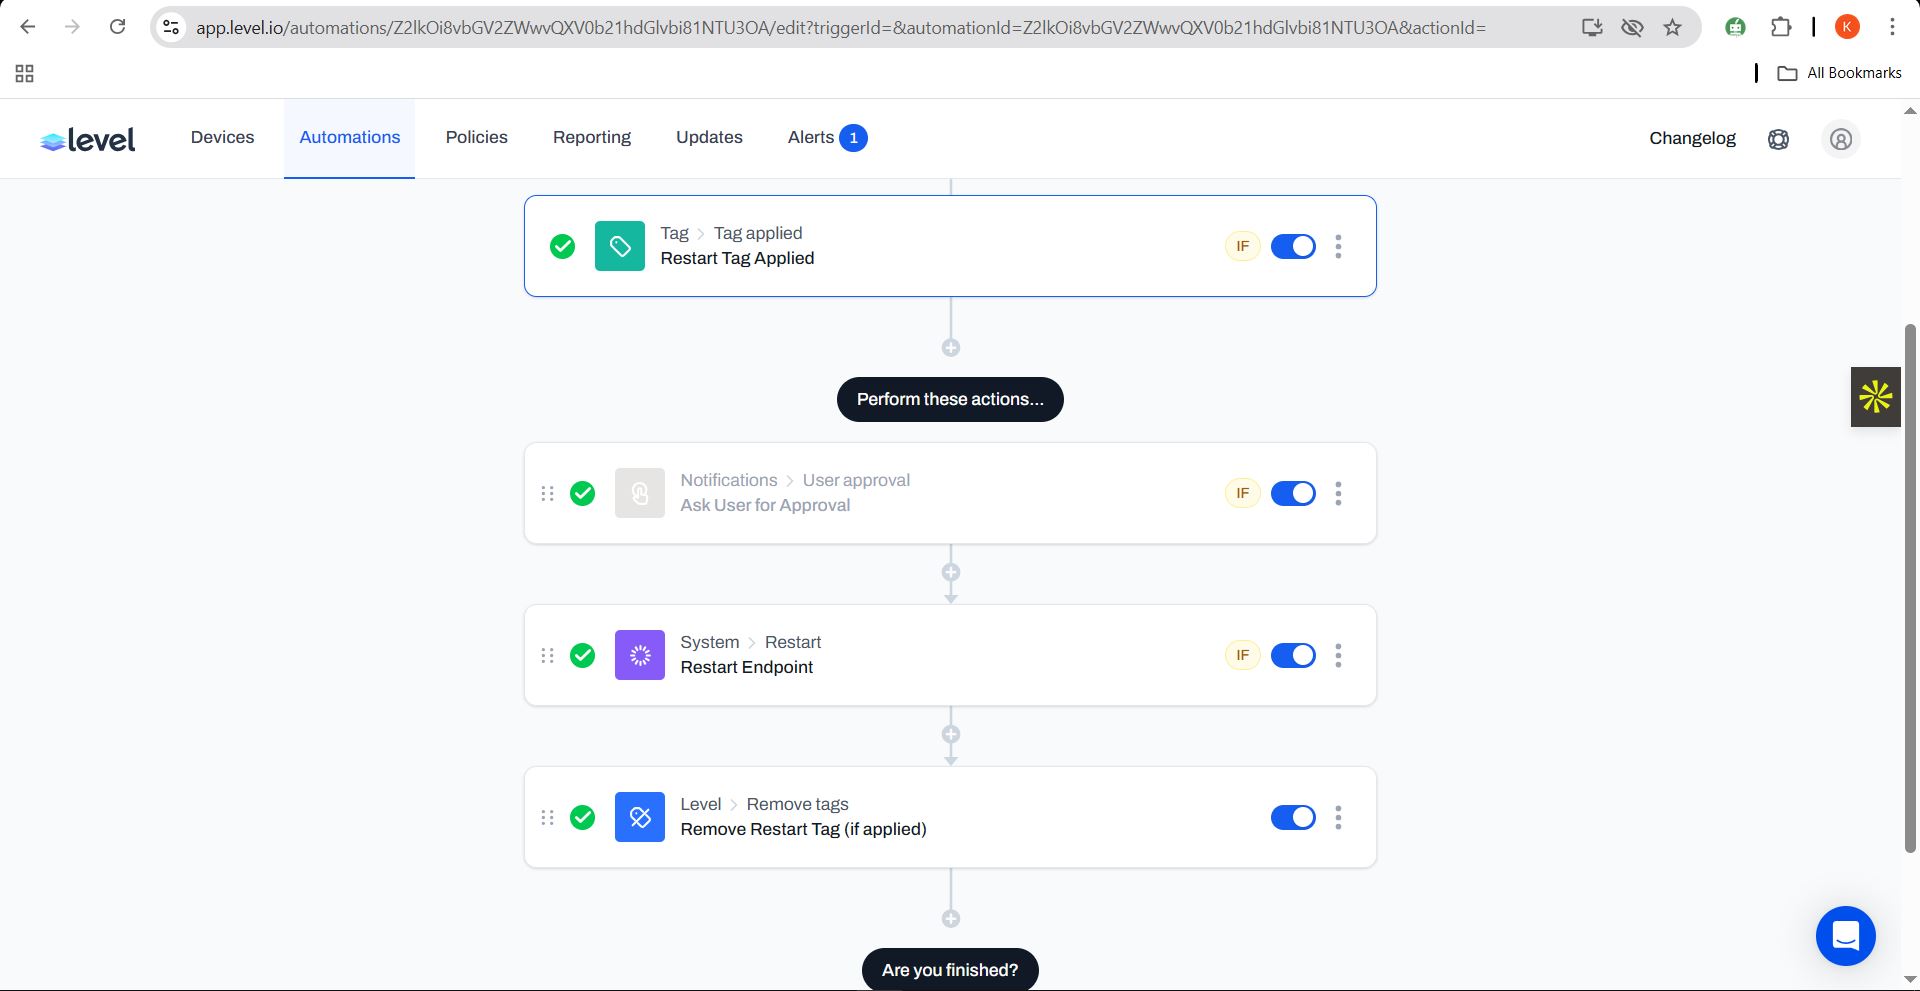 app.level.io/automations/Z2lkOi8vbGV2ZWwvQXV0b21hdGlvbi81NTU3OA/edit?triggerId=&automationId=Z2lkOi8vbGV2ZWwvQXV0b21hdGlvbi81NTU3OA&actionId=
K
All Bookmarks
level
Devices
Automations
Policies
Reporting
Updates
Alerts 1
Changelog
Tag > Tag applied
Restart Tag Applied
IF
Perform these actions...
Notifications > User approval
Ask User for Approval
IF
System > Restart
Restart Endpoint
IF
Level > Remove tags
Remove Restart Tag (if applied)
Are you finished?